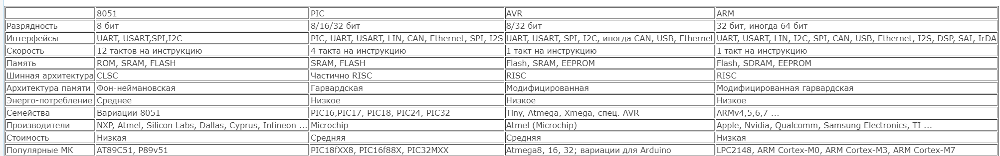 8051 PIC AVR ARM
Разрядность 8 бит 8/16/32 бит 8/32 бит 32 бит, иногда 64 бит
Интерфейсы UART, USART,SPI,I2C PIC, UART, USART, LIN, CAN, Ethernet, SPI, I2S UART, USART, SPI, I2C, иногда CAN, USB, Ethernet UART, USART, LIN, I2C, SPI, CAN, USB, Ethernet, I2S, DSP, SAI, IrDA
Скорость 12 тактов на инструкцию 4 такта на инструкцию 1 такт на инструкцию 1 такт на инструкцию
Память ROM, SRAM, FLASH SRAM, FLASH Flash, SRAM, EEPROM Flash, SDRAM, EEPROM
Шинная архитектура CLSC Частично RISC RISC RISC
Архитектура памяти Фон-неймановская Гарвардская Модифицированная Модифицированная гарвардская
Энерго-потребление Среднее Низкое Низкое Низкое
Семейства Вариации 8051 PIC16,PIC17, PIC18, PIC24, PIC32 Tiny, Atmega, Xmega, спец. AVR ARMv4,5,6,7 ...
Производители NXP, Atmel, Silicon Labs, Dallas, Cyprus, Infineon ... Microchip Atmel (Microchip) Apple, Nvidia, Qualcomm, Samsung Electronics, TI ...
Стоимость Низкая Средняя Средняя Низкая
Популярные МК AT89C51, P89v51 PIC18fXX8, PIC16f88X, PIC32MXX Atmega8, 16, 32; вариации для Arduino LPC2148, ARM Cortex-M0, ARM Cortex-M3, ARM Cortex-M7